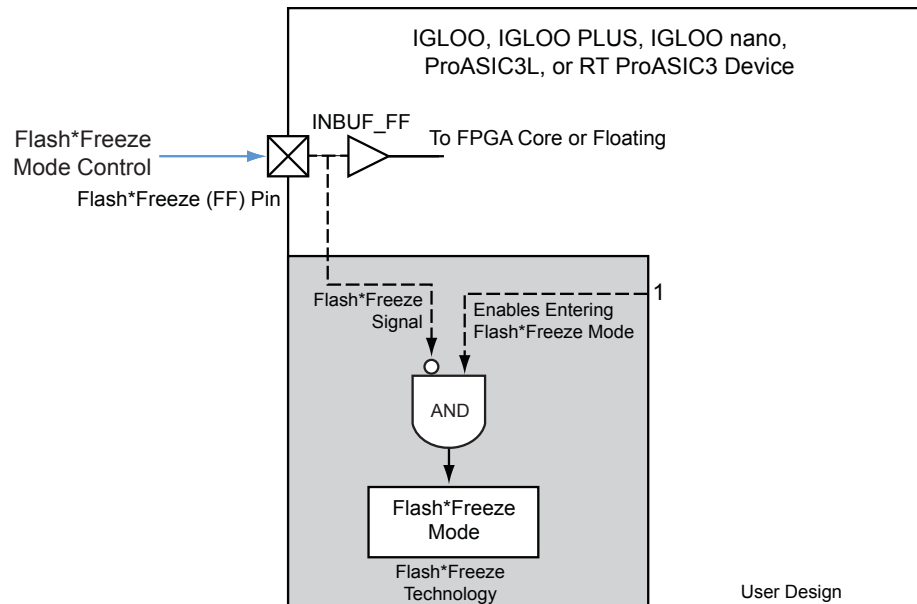 IGLOO, IGLOO PLUS, IGLOO nano,
ProASIC3L, or RT ProASIC3 Device
INBUF_FF
To FPGA Core or Floating
Flash*Freeze
Mode Control
Flash*Freeze (FF) Pin
1
Flash*Freeze
Signal
Enables Entering
Flash*Freeze Mode
AND
Flash*Freeze
Mode
Flash*Freeze
Technology
User Design